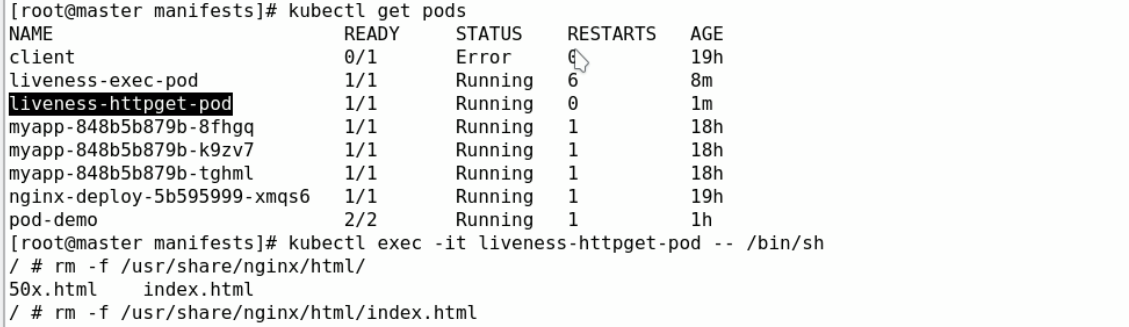 [root@master manifests]# kubectl get pods
NAME READY STATUS RESTARTS AGE
client 0/1 Error 0 19h
liveness-exec-pod 1/1 Running 6 8m
liveness-httpget-pod 1/1 Running 0 1m
myapp-848b5b879b-8fhgq 1/1 Running 1 18h
myapp-848b5b879b-k9zv7 1/1 Running 1 18h
myapp-848b5b879b-tghml 1/1 Running 1 18h
nginx-deploy-5b595999-xmqs6 1/1 Running 1 19h
pod-demo 2/2 Running 1 1h
[root@master manifests]# kubectl exec -it liveness-httpget-pod -- /bin/sh
/ # rm -f /usr/share/nginx/html/
50x.html index.html
/ # rm -f /usr/share/nginx/html/index.html